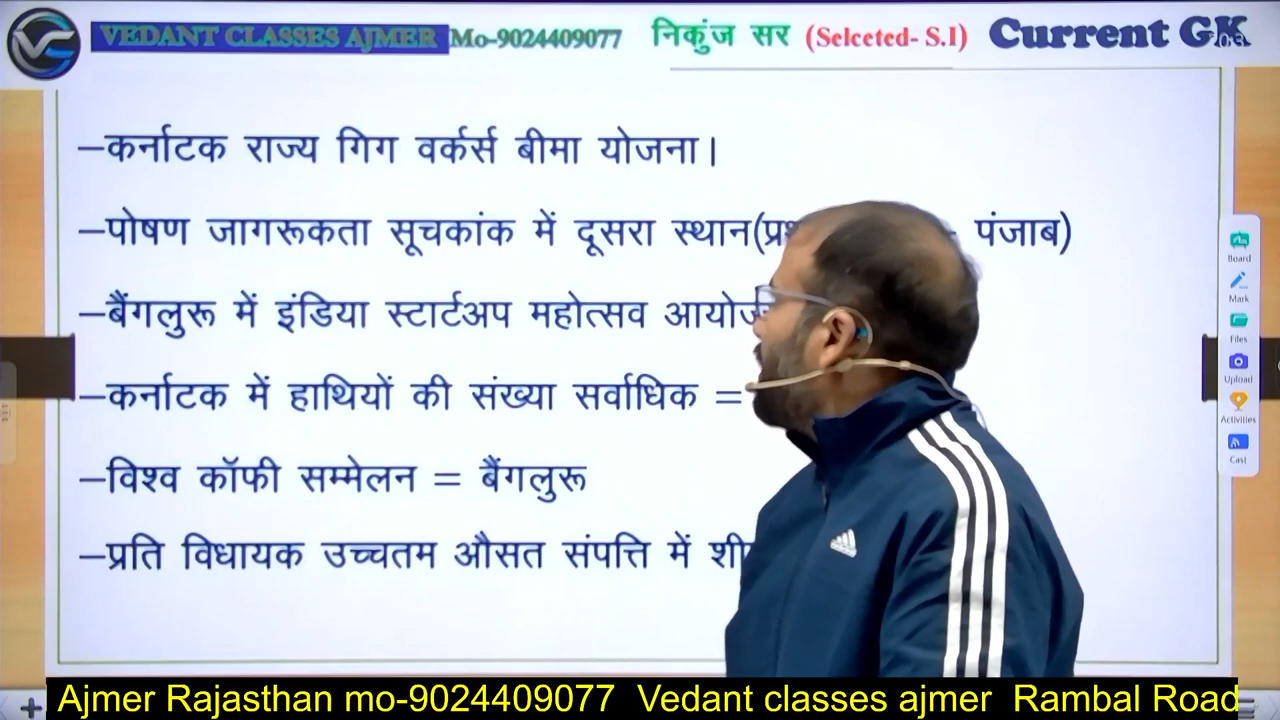 VEDANT CLASSES AJMER Mo-9024409077 निकुंज सर (Selceted- S.I) Current GK
–कर्नाटक राज्य गिग वर्कर्स बीमा योजना।
–पोषण जागरूकता सूचकांक में दूसरा स्थान( पंजाब)
–बैंगलुरू में इंडिया स्टार्टअप महोत्सव
–कर्नाटक में हाथियों की संख्या सर्वाधिक =
–विश्व कॉफी सम्मेलन = बैंगलुरू
–प्रति विधायक उच्चतम औसत संपत्ति में
Board
Mark
Files
Upload
Activities
Cast
Ajmer Rajasthan mo-9024409077 Vedant classes ajmer Rambal Road